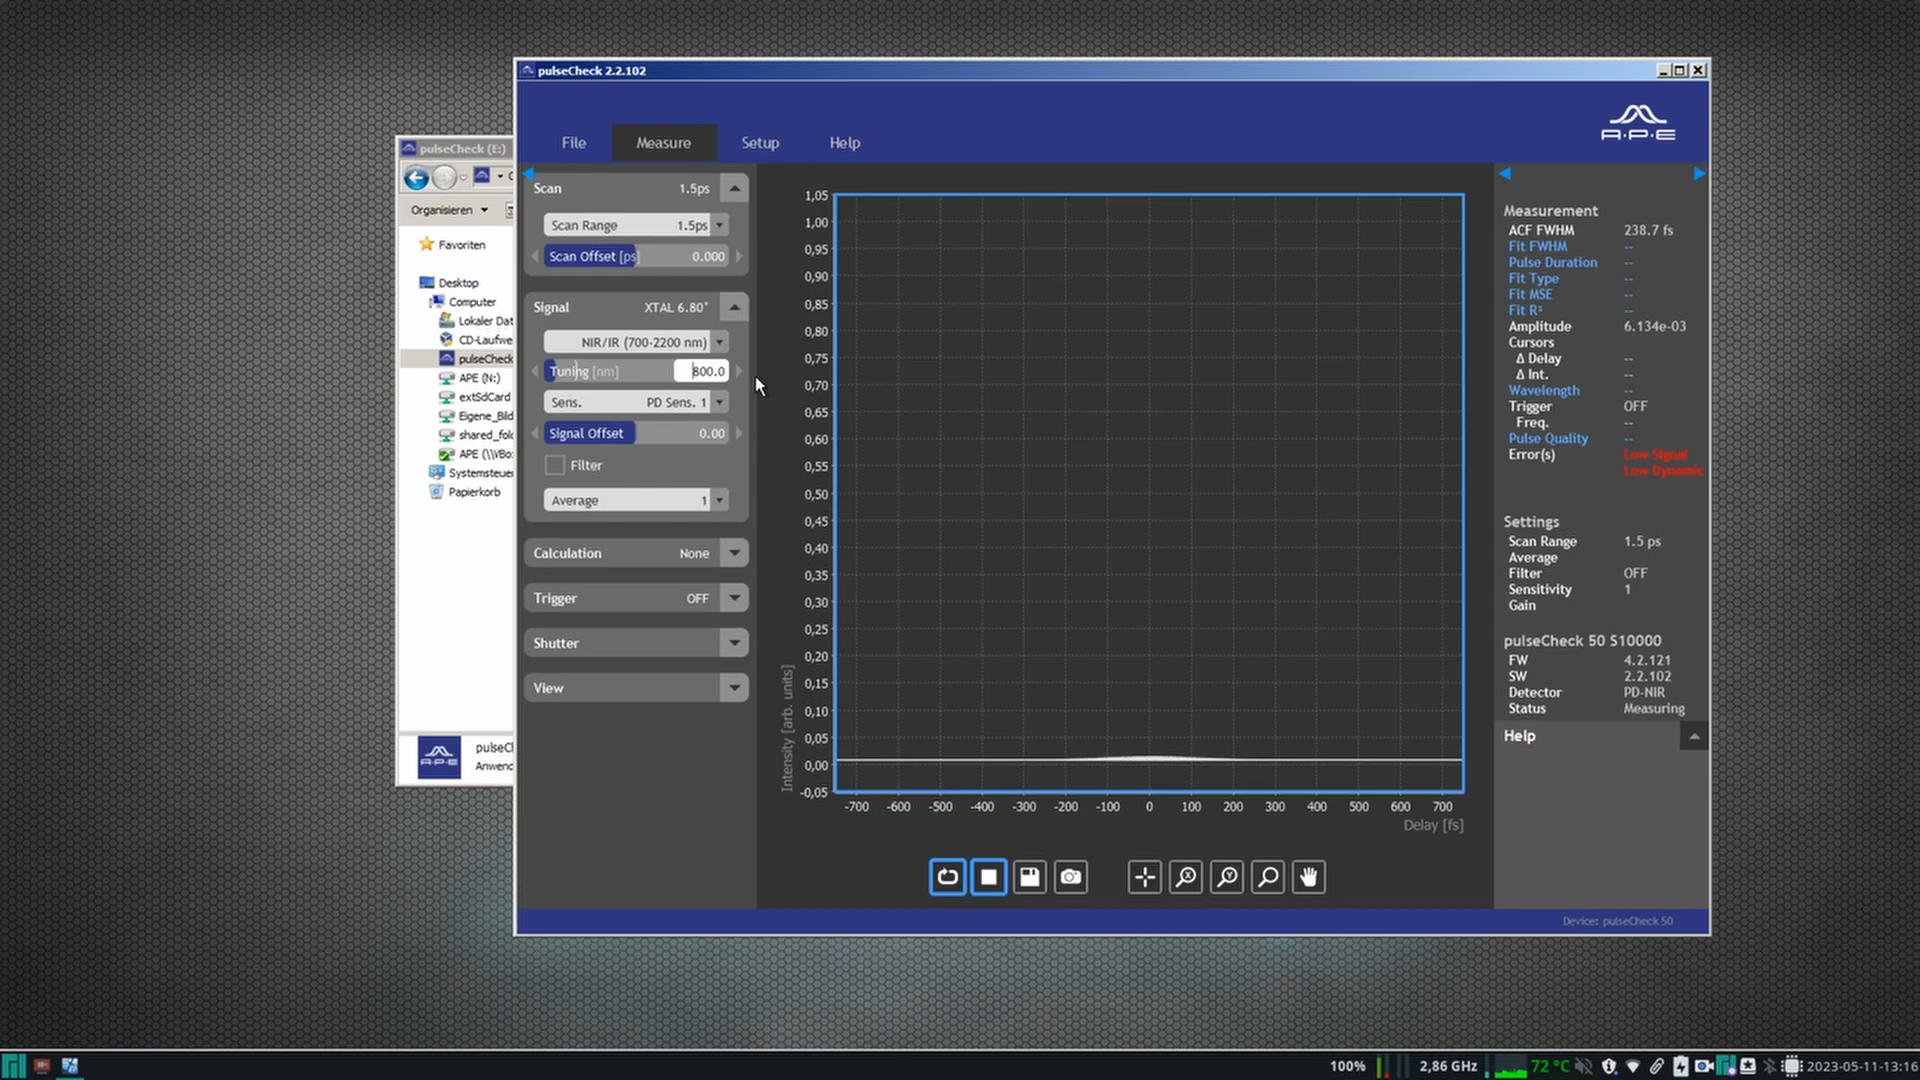 pulseCheck 2.2.102
A·P·E
File
Measure
Setup
Help
pulseCheck (E:)
Organisieren
Favoriten
Desktop
Computer
Lokaler Dat
CD-Laufwe
pulseCheck
APE (N:)
extSdCard
Eigene_Bild
shared_fold
APE (\\VBo
Systemsteue
Papierkorb
A·P·E
pulseCl
Anwend
Scan 1.5ps
Scan Range 1.5ps
Scan Offset [ps] 0.000
Signal XTAL 6.80°
NIR/IR (700-2200 nm)
Tuning [nm] 800.0
Sens. PD Sens. 1
Signal Offset 0.00
Filter
Average 1
Calculation None
Trigger OFF
Shutter
View
Intensity [arb. units]
1,05
1,00
0,95
0,90
0,85
0,80
0,75
0,70
0,65
0,60
0,55
0,50
0,45
0,40
0,35
0,30
0,25
0,20
0,15
0,10
0,05
0,00
-0,05
-700 -600 -500 -400 -300 -200 -100 0 100 200 300 400 500 600 700
Delay [fs]
Measurement
ACF FWHM 238.7 fs
Fit FWHM --
Pulse Duration --
Fit Type --
Fit MSE --
Fit R² --
Amplitude 6.134e-03
Cursors
Δ Delay --
Δ Int. --
Wavelength --
Trigger OFF
Freq. --
Pulse Quality --
Error(s) Low Signal
Low Dynamic
Settings
Scan Range 1.5 ps
Average
Filter OFF
Sensitivity 1
Gain
pulseCheck 50 S10000
FW 4.2.121
SW 2.2.102
Detector PD-NIR
Status Measuring
Help
Device: pulseCheck 50
100% 2,86 GHz 72 °C 2023-05-11-13:16